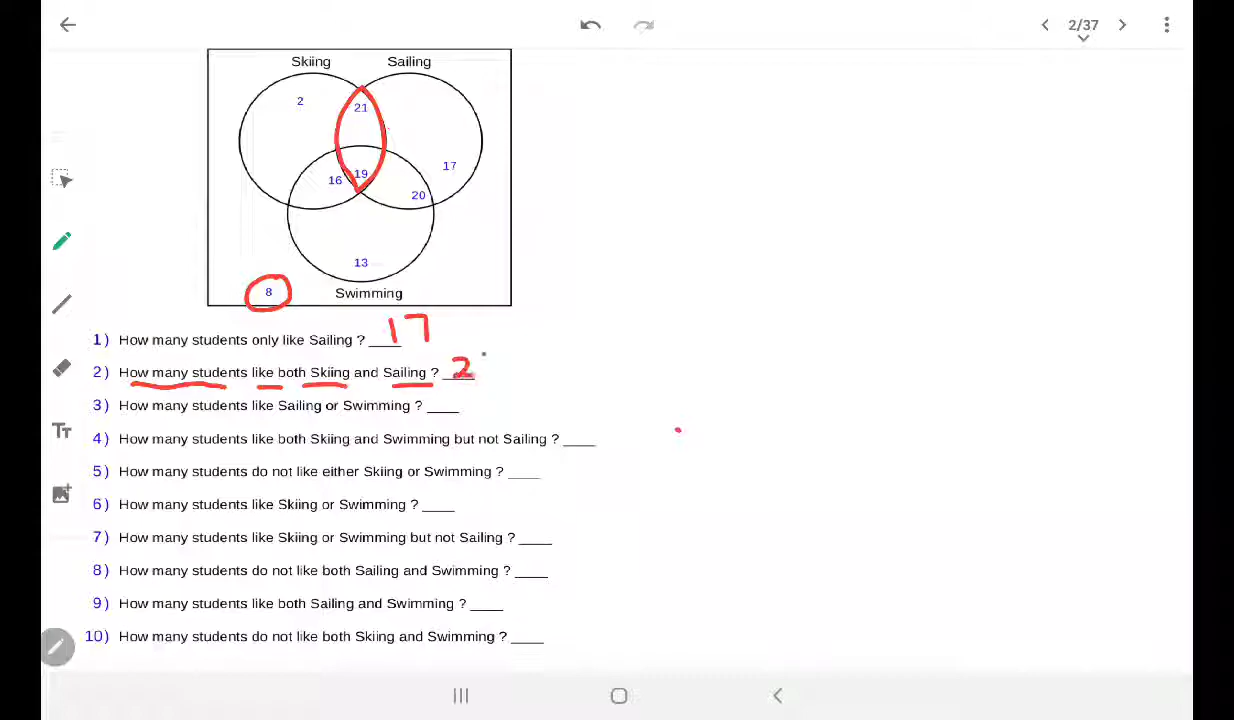 2/37
Skiing Sailing
2 21
17
16 19
20
13
8 Swimming
1) How many students only like Sailing ? ____ 17
2) How many students like both Skiing and Sailing ? ____ 2
3) How many students like Sailing or Swimming ? ____
4) How many students like both Skiing and Swimming but not Sailing ? ____
5) How many students do not like either Skiing or Swimming ? ____
6) How many students like Skiing or Swimming ? ____
7) How many students like Skiing or Swimming but not Sailing ? ____
8) How many students do not like both Sailing and Swimming ? ____
9) How many students like both Sailing and Swimming ? ____
10) How many students do not like both Skiing and Swimming ? ____
TT